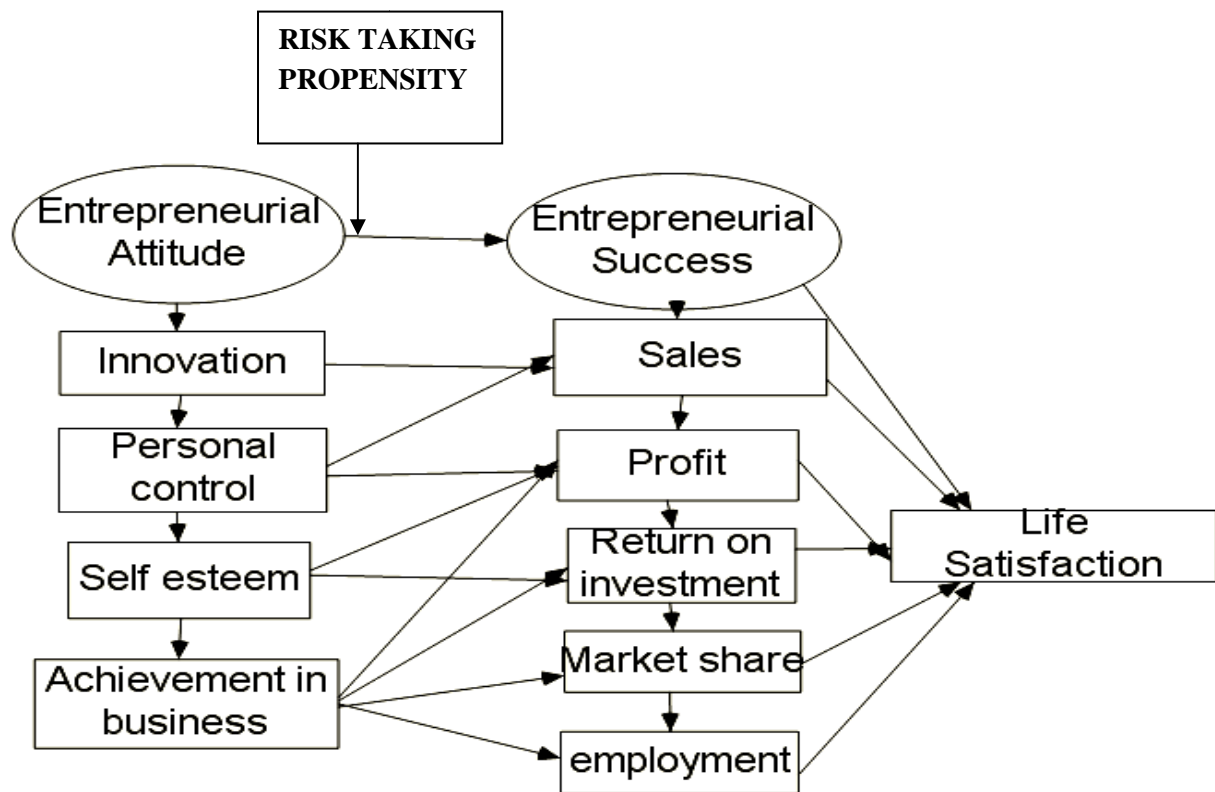 RISK TAKING
PROPENSITY
Entrepreneurial
Attitude
Entrepreneurial
Success
Innovation
Sales
Personal
control
Profit
Self esteem
Return on
investment
Life
Satisfaction
Achievement in
business
Market share
employment